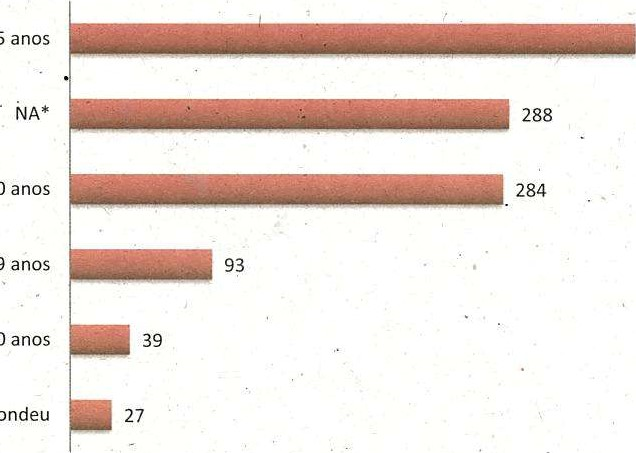 5 anos
NA* 288
0 anos 284
9 anos 93
0 anos 39
ondeu 27